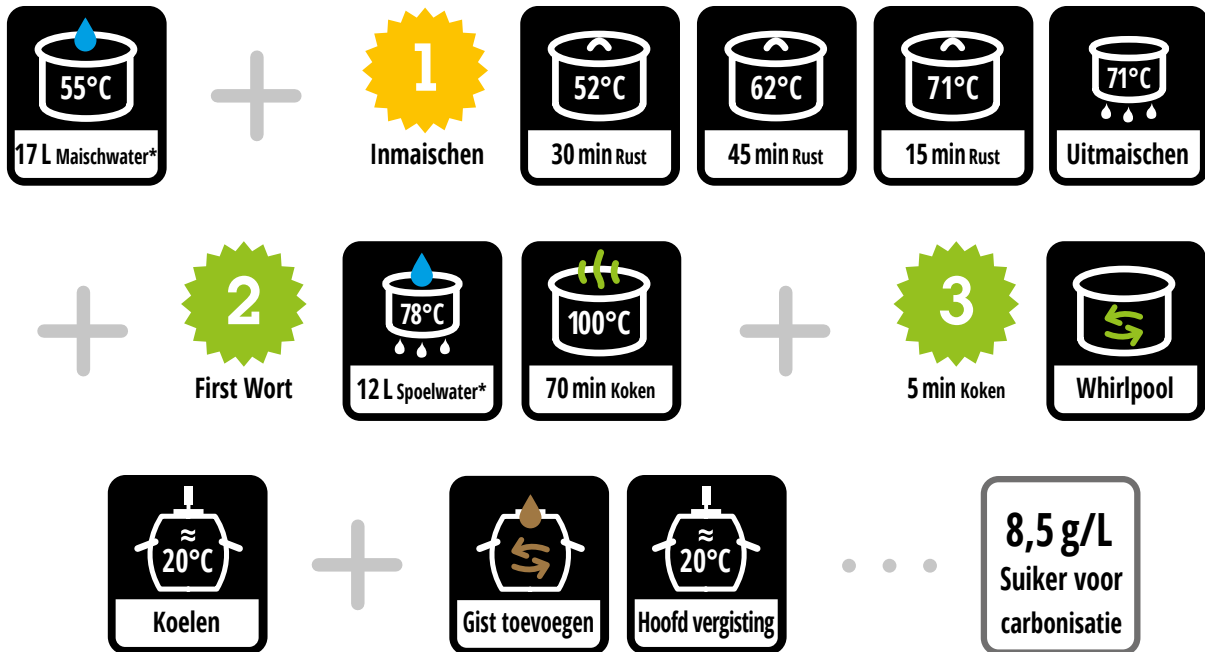 55°C
17 L Maischwater*
1
Inmaischen
52°C
30 min Rust
62°C
45 min Rust
71°C
15 min Rust
71°C
Uitmaischen
2
First Wort
78°C
12 L Spoelwater*
100°C
70 min Koken
3
5 min Koken
Whirlpool
≈
20°C
Koelen
Gist toevoegen
≈
20°C
Hoofd vergisting
8,5 g/L
Suiker voor
carbonisatie